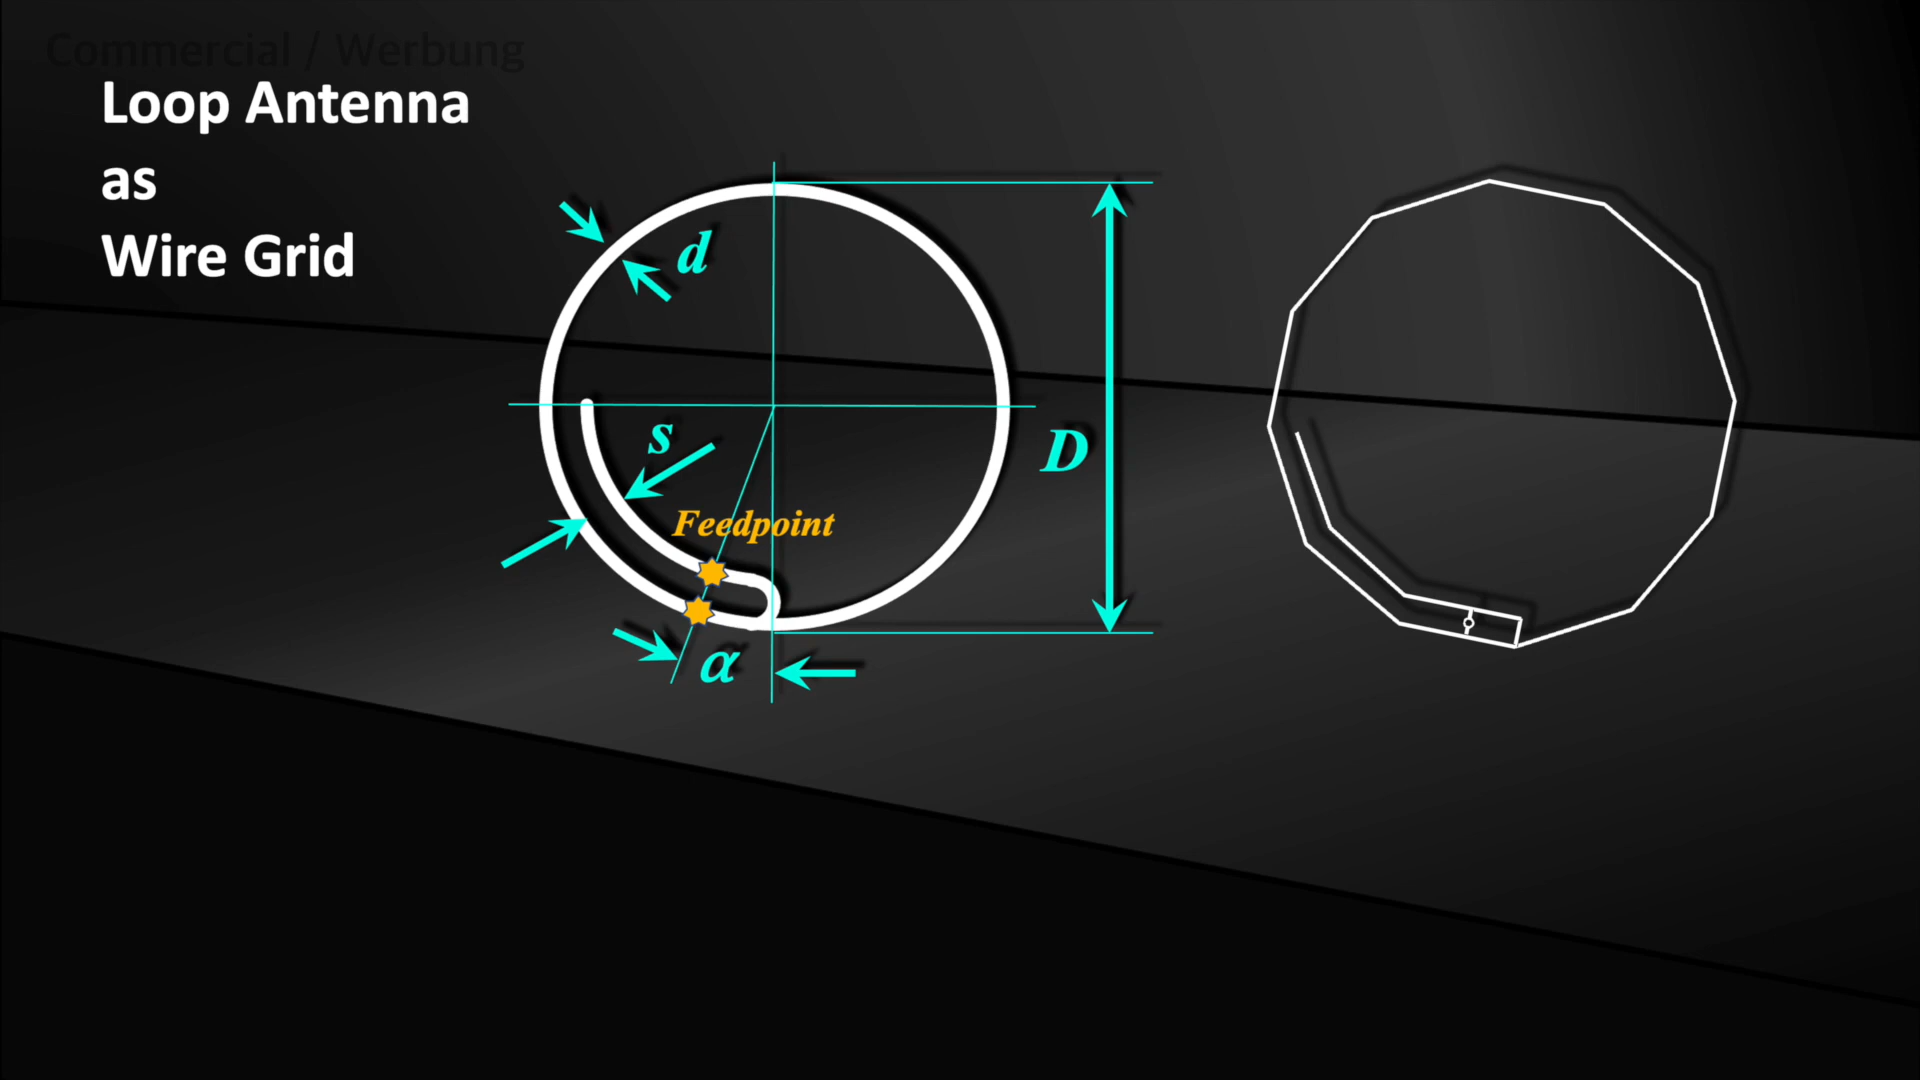 Commercial / Werbung
Loop Antenna
as
Wire Grid
d
s
D
Feedpoint
α